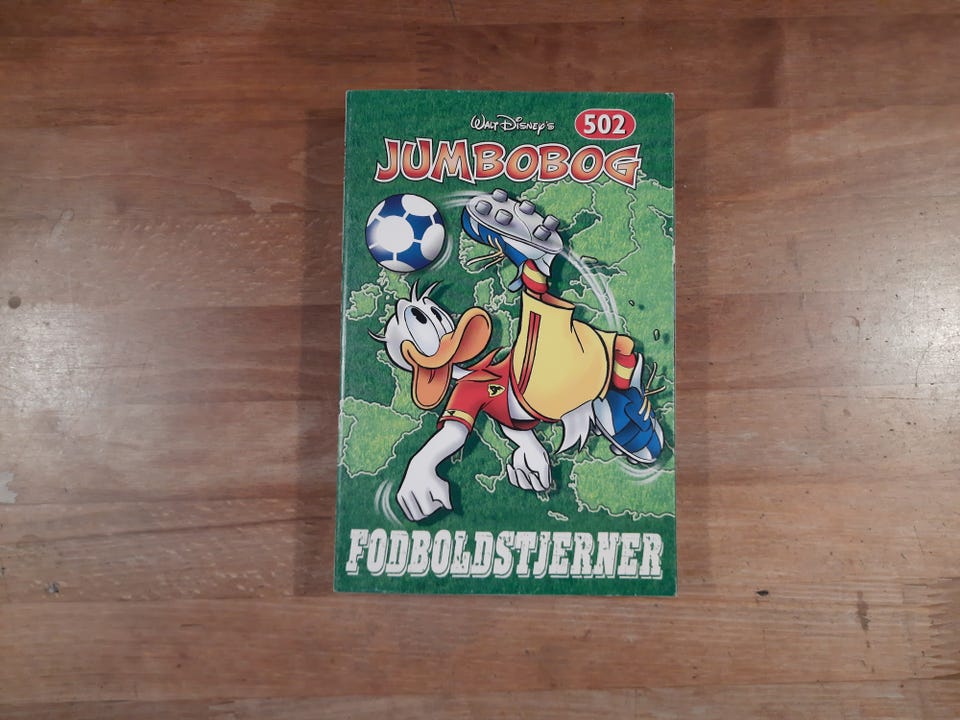 WALT DISNEY'S
502
JUMBOBOG
FODBOLDSTJERNER